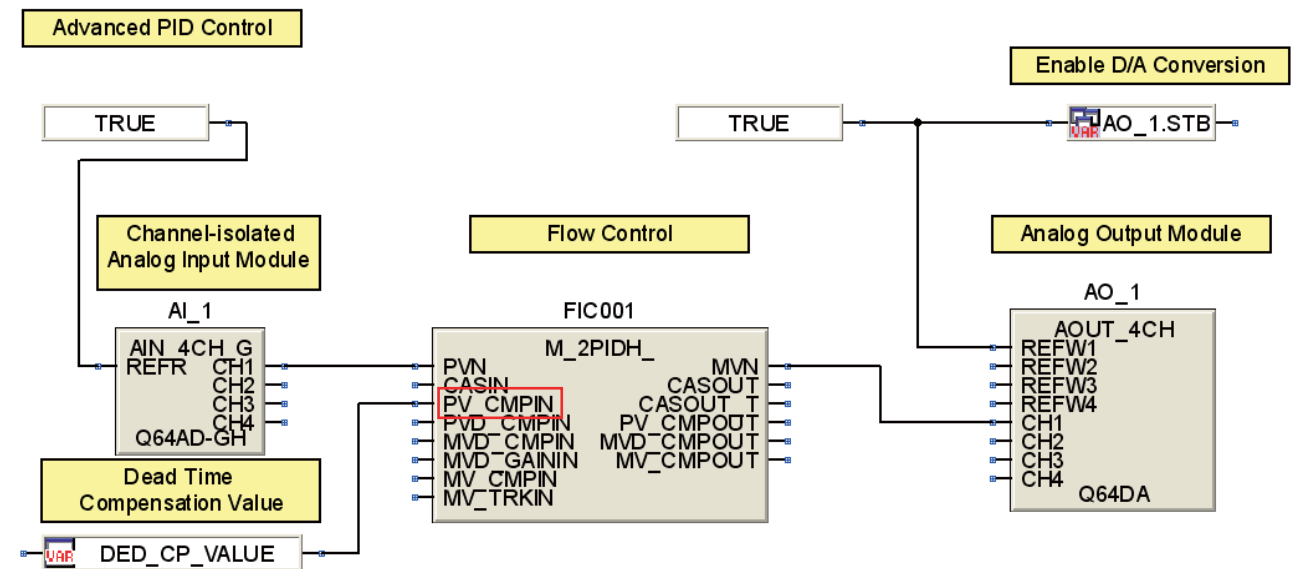 Advanced PID Control
Enable D/A Conversion
TRUE
TRUE
VAR AO_1.STB
Channel-isolated
Analog Input Module
Flow Control
Analog Output Module
AI_1
FIC001
AO_1
AIN_4CH_G
REFR CH1
CH2
CH3
CH4
Q64AD-GH
M_2PIDH_
PVN MVN
CASIN CASOUT
PV_CMPIN CASOUT_T
PVD_CMPIN PV_CMPOUT
MVD_CMPIN MVD_CMPOUT
MVD_GAININ MV_CMPOUT
MV_CMPIN
MV_TRKIN
AOUT_4CH
REFW1
REFW2
REFW3
REFW4
CH1
CH2
CH3
CH4
Q64DA
Dead Time
Compensation Value
VAR DED_CP_VALUE